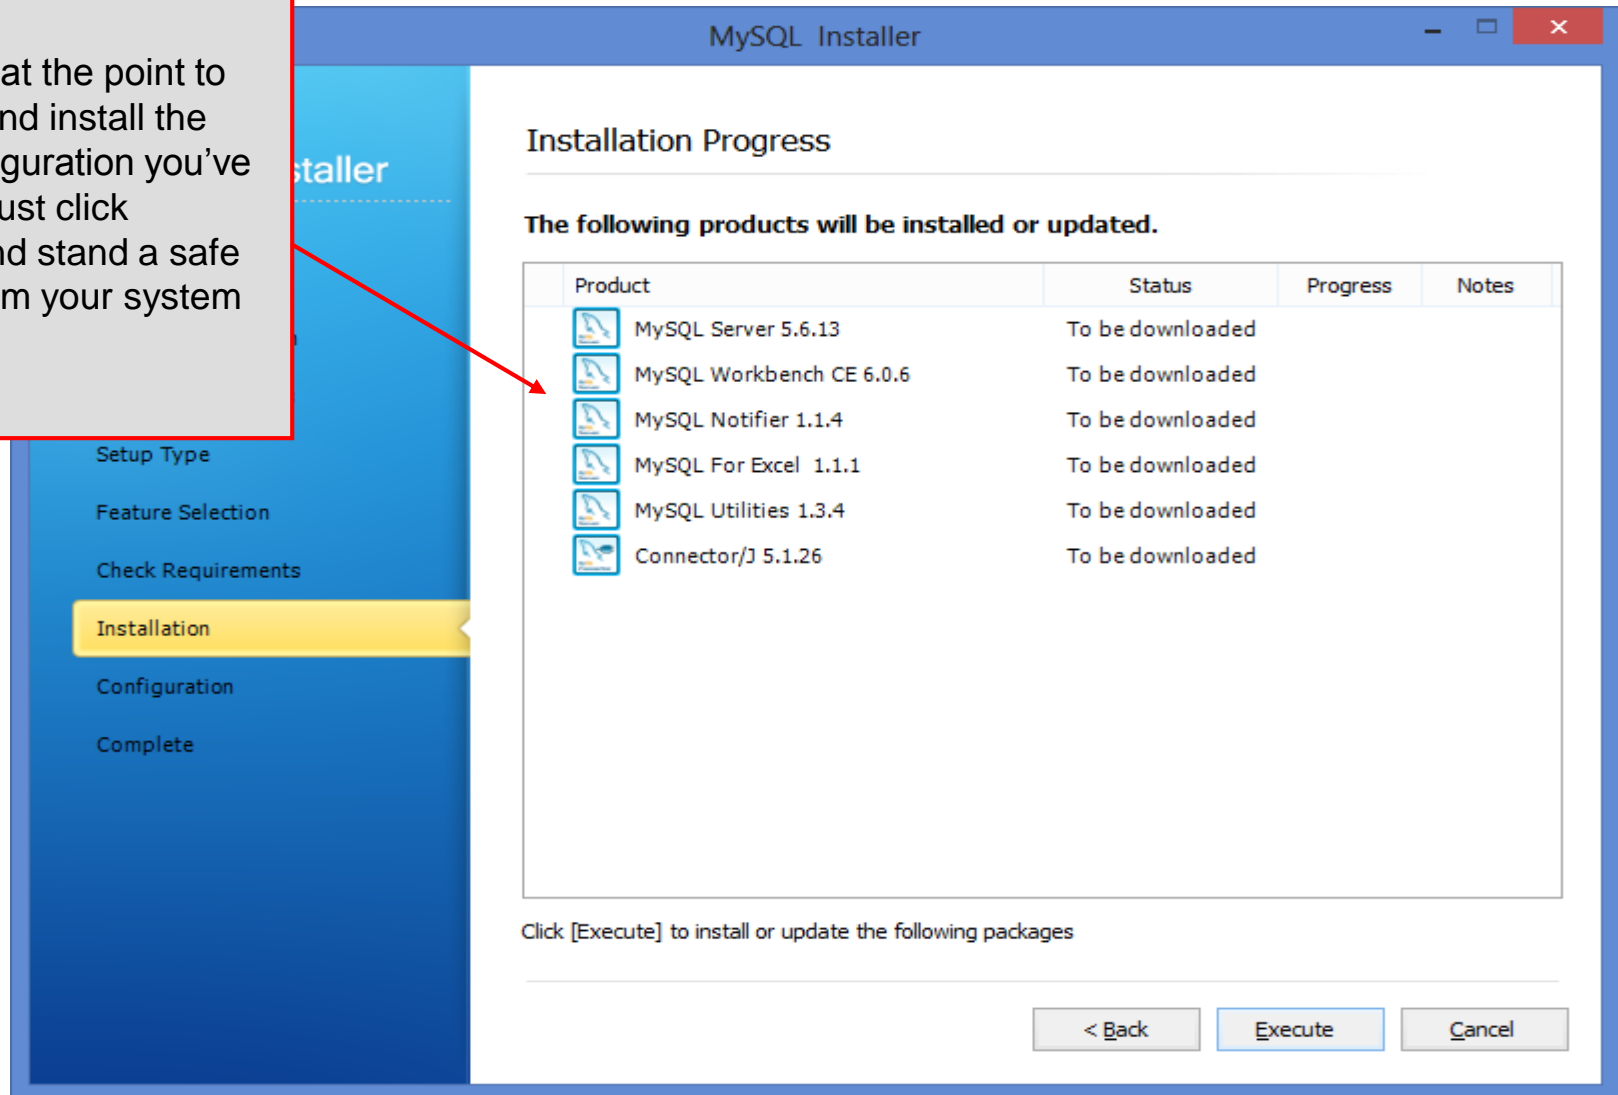 MySQL Installer
at the point to
install the
you've
click
stand a safe
your system
Installation Progress
The following products will be installed or updated.
Product Status Progress Notes
MySQL Server 5.6.13 To be downloaded
MySQL Workbench CE 6.0.6 To be downloaded
MySQL Notifier 1.1.4 To be downloaded
MySQL For Excel 1.1.1 To be downloaded
MySQL Utilities 1.3.4 To be downloaded
Connector/J 5.1.26 To be downloaded
Setup Type
Feature Selection
Check Requirements
Installation
Configuration
Complete
Click [Execute] to install or update the following packages
< Back Execute Cancel